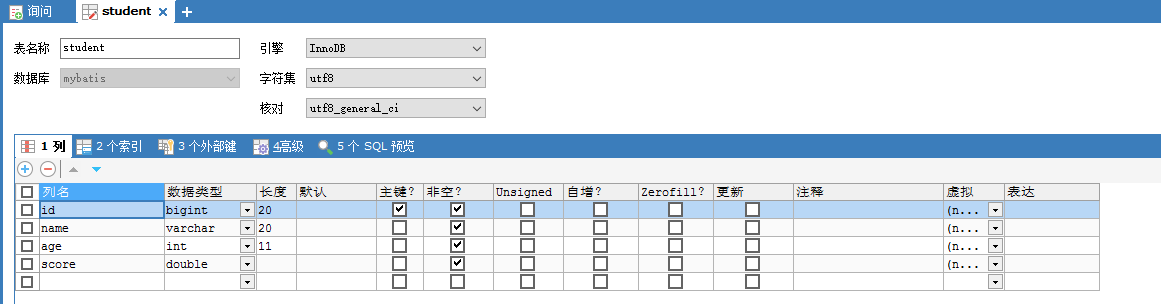 询问 student
表名称 student 引擎 InnoDB
数据库 mybatis 字符集 utf8
核对 utf8_general_ci
1 列 2 个索引 3 个外部键 4高级 5 个 SQL 预览
列名 数据类型 长度 默认 主键? 非空? Unsigned 自增? Zerofill? 更新 注释 虚拟 表达
id bigint 20 (n...
name varchar 20 (n...
age int 11 (n...
score double (n...